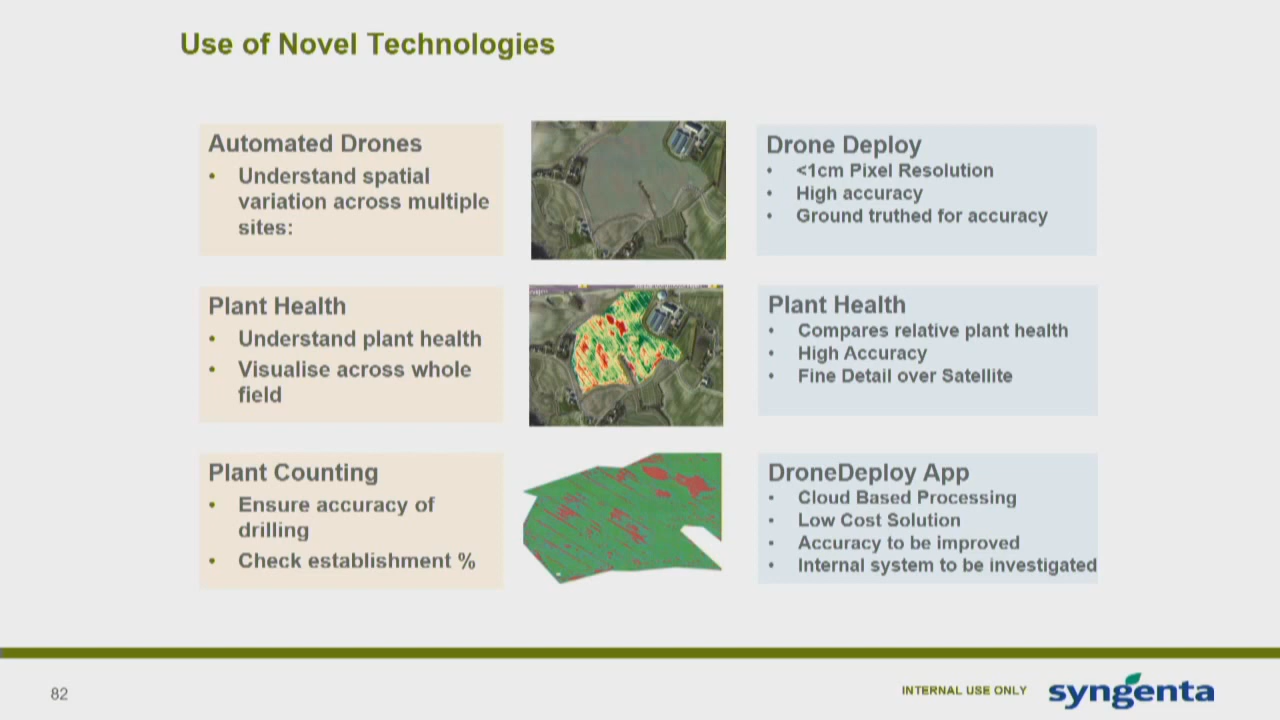 Use of Novel Technologies
Automated Drones
• Understand spatial
variation across multiple
sites:
Drone Deploy
• <1cm Pixel Resolution
• High accuracy
• Ground truthed for accuracy
Plant Health
• Understand plant health
• Visualise across whole
field
Plant Health
• Compares relative plant health
• High Accuracy
• Fine Detail over Satellite
Plant Counting
• Ensure accuracy of
drilling
• Check establishment %
DroneDeploy App
• Cloud Based Processing
• Low Cost Solution
• Accuracy to be improved
• Internal system to be investigated
82
INTERNAL USE ONLY
syngenta